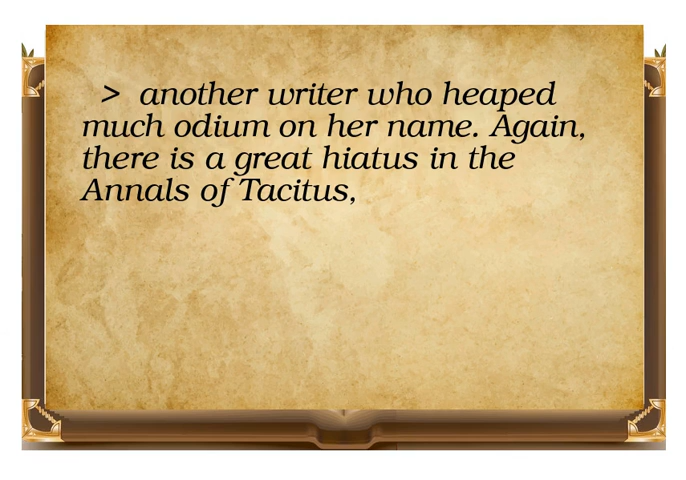 > another writer who heaped
much odium on her name. Again,
there is a great hiatus in the
Annals of Tacitus,